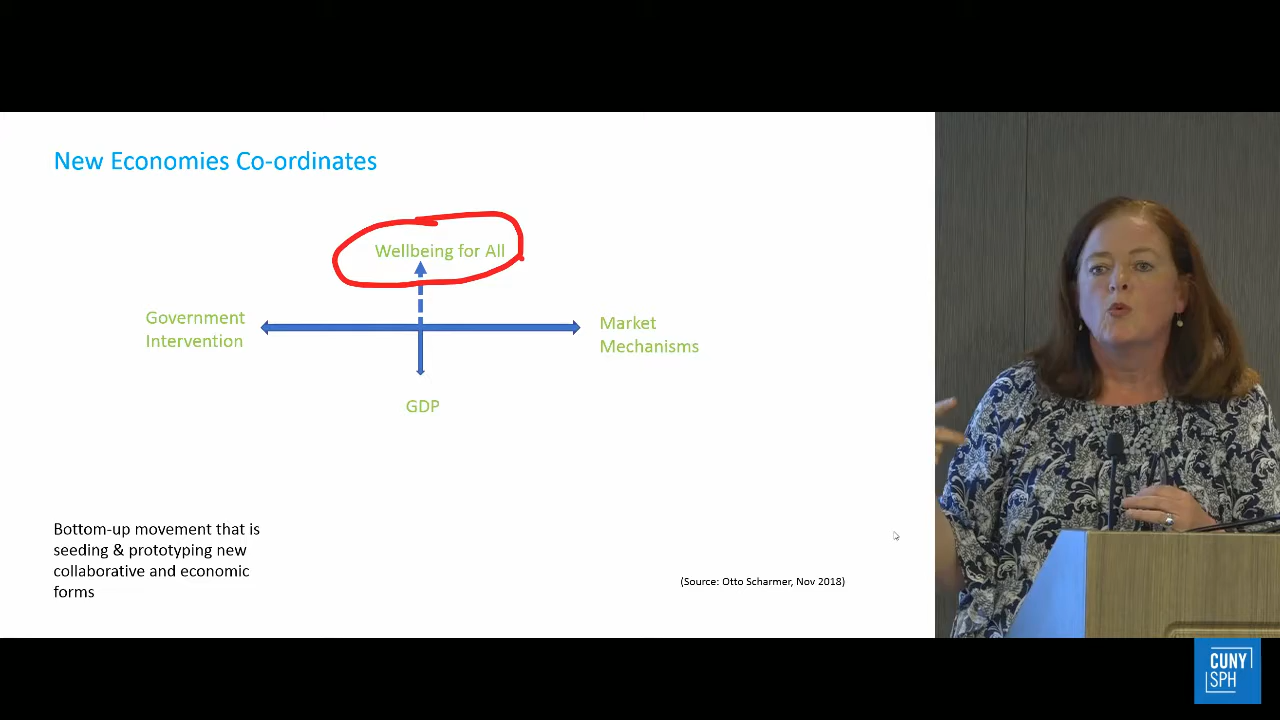 New Economies Co-ordinates
Wellbeing for All
Government
Intervention
Market
Mechanisms
GDP
Bottom-up movement that is
seeding & prototyping new
collaborative and economic
forms
(Source: Otto Scharmer, Nov 2018)
CUNY
SPH